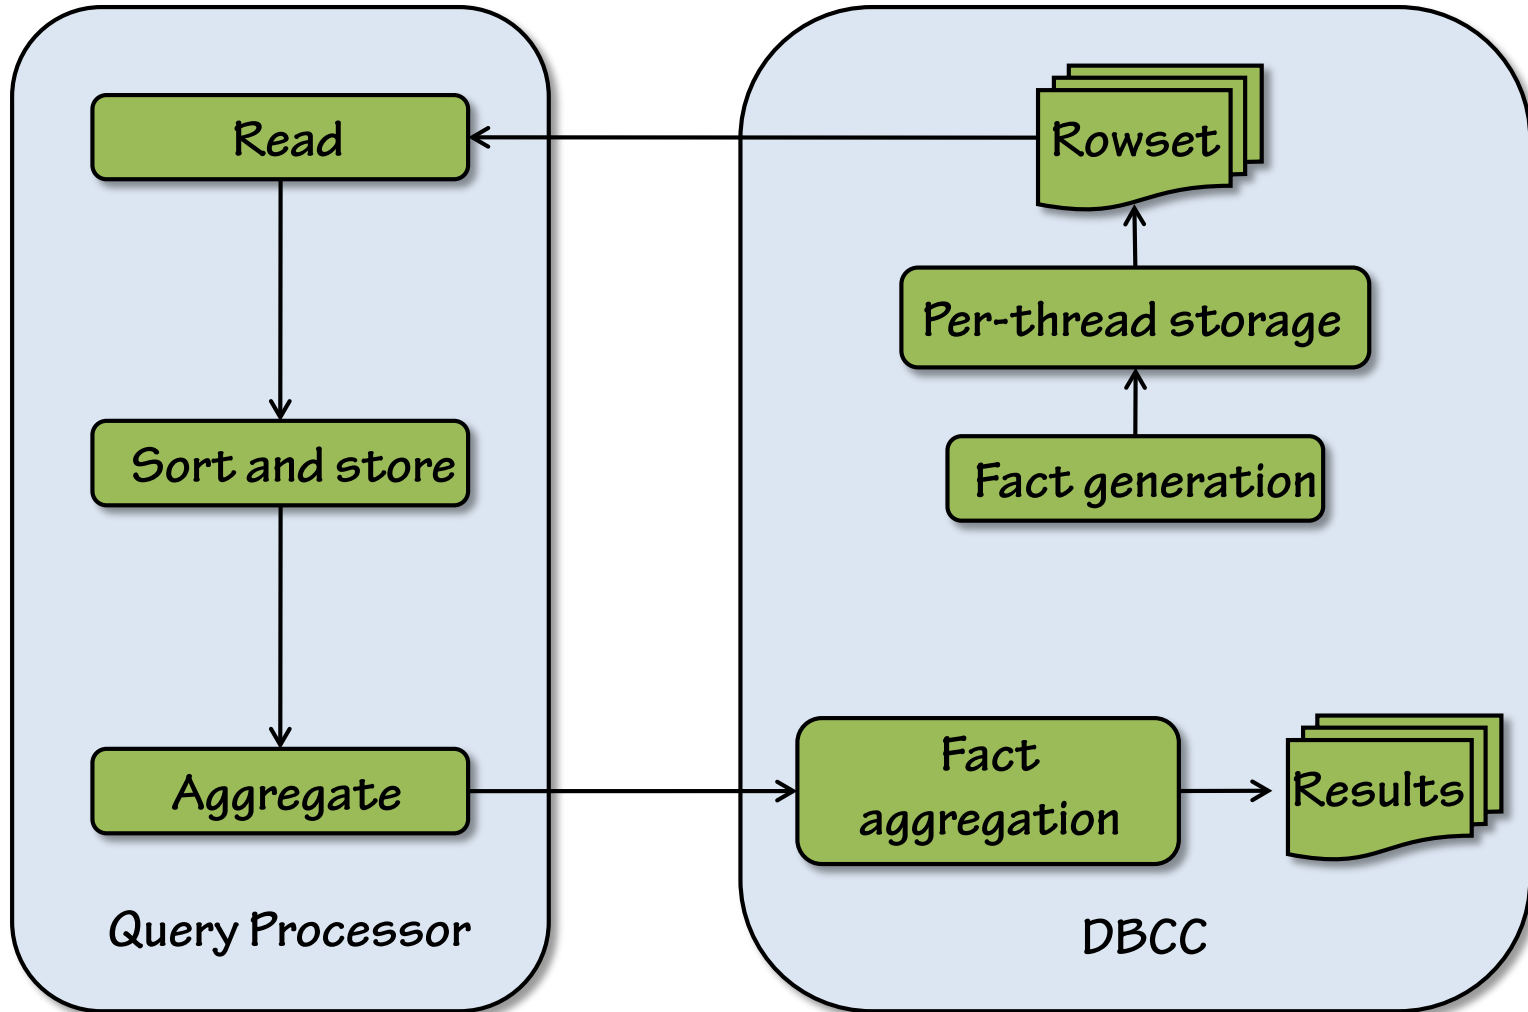 Read
Sort and store
Aggregate
Query Processor
Rowset
Per-thread storage
Fact generation
Fact
aggregation
Results
DBCC